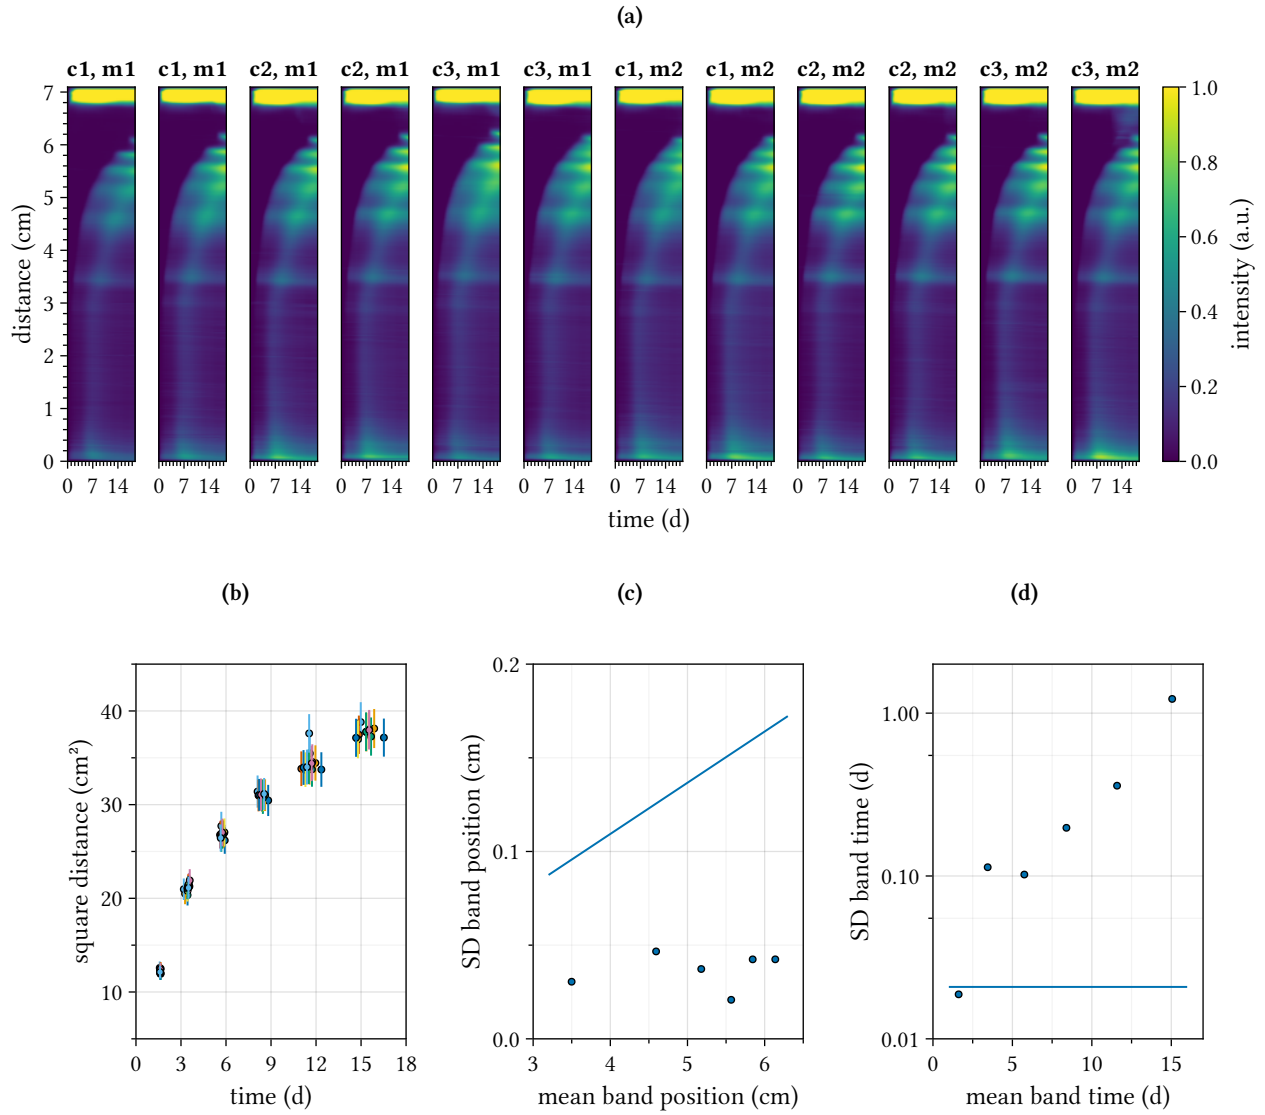 (a)
c1, m1 c1, m1 c2, m1 c2, m1 c3, m1 c3, m1 c1, m2 c1, m2 c2, m2 c2, m2 c3, m2 c3, m2
distance (cm)
7
6
5
4
3
2
1
0
0 7 14 0 7 14 0 7 14 0 7 14 0 7 14 0 7 14 0 7 14 0 7 14 0 7 14 0 7 14 0 7 14 0 7 14
time (d)
1.0
0.8
0.6
0.4
0.2
0.0
intensity (a.u.)
(b)
square distance (cm²)
40
30
20
10
0 3 6 9 12 15 18
time (d)
(c)
SD band position (cm)
0.2
0.1
0.0
3 4 5 6
mean band position (cm)
(d)
SD band time (d)
1.00
0.10
0.01
0 5 10 15
mean band time (d)